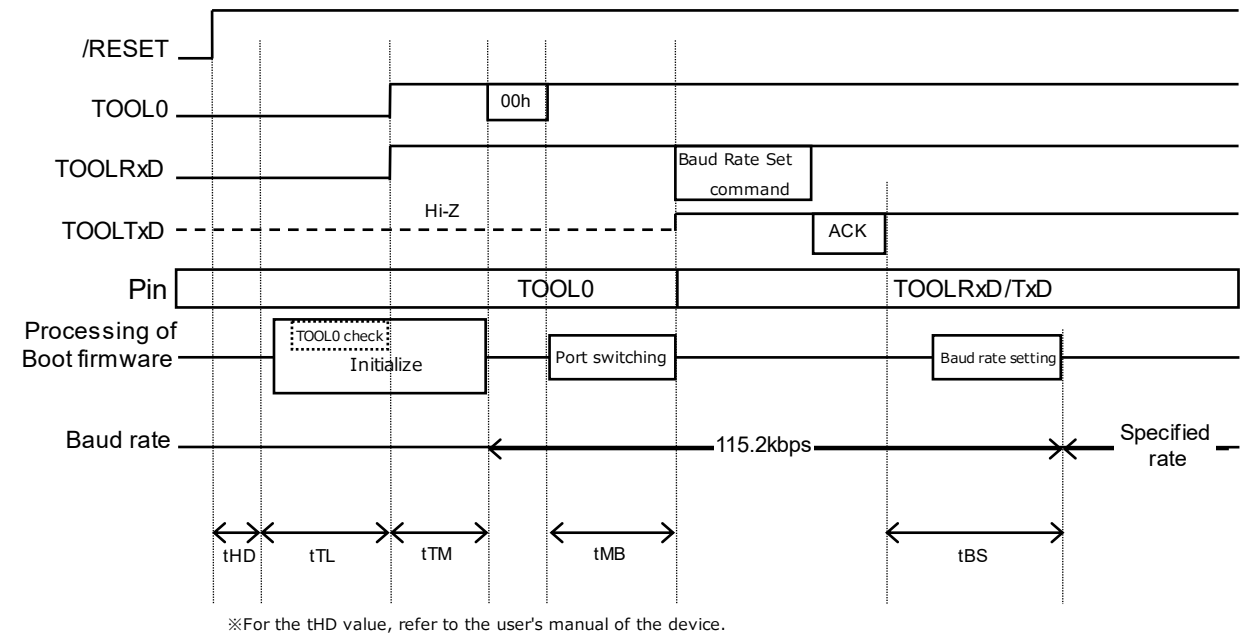 /RESET
TOOL0
00h
TOOLRxD
Baud Rate Set
command
Hi-Z
TOOLTxD
ACK
Pin
TOOL0
TOOLRxD/TxD
Processing of
Boot firmware
TOOL0 check
Initialize
Port switching
Baud rate setting
Baud rate
115.2kbps
Specified
rate
tHD
tTL
tTM
tMB
tBS
※For the tHD value, refer to the user's manual of the device.